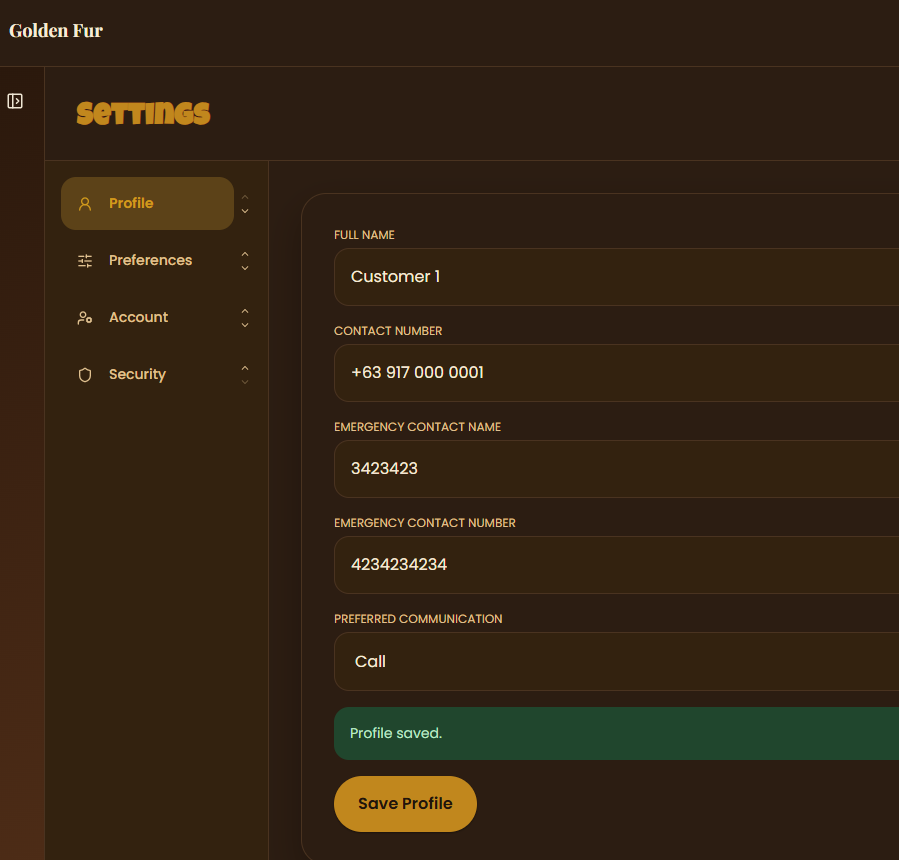 Golden Fur
SETTINGS
Profile
Preferences
Account
Security
FULL NAME
Customer 1
CONTACT NUMBER
+63 917 000 0001
EMERGENCY CONTACT NAME
3423423
EMERGENCY CONTACT NUMBER
4234234234
PREFERRED COMMUNICATION
Call
Profile saved.
Save Profile